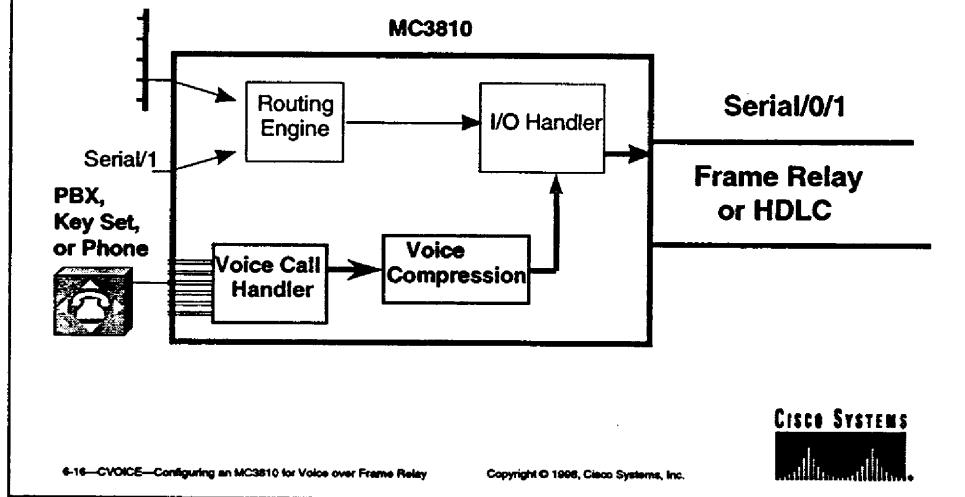 MC3810
Routing
Engine
I/O Handler
Serial/0/1
Serial/1
Frame Relay
or HDLC
PBX,
Key Set,
or Phone
Voice Call
Handler
Voice
Compression
CISCO SYSTEMS
6-16—CVOICE—Configuring an MC3810 for Voice over Frame Relay
Copyright © 1998, Cisco Systems, Inc.